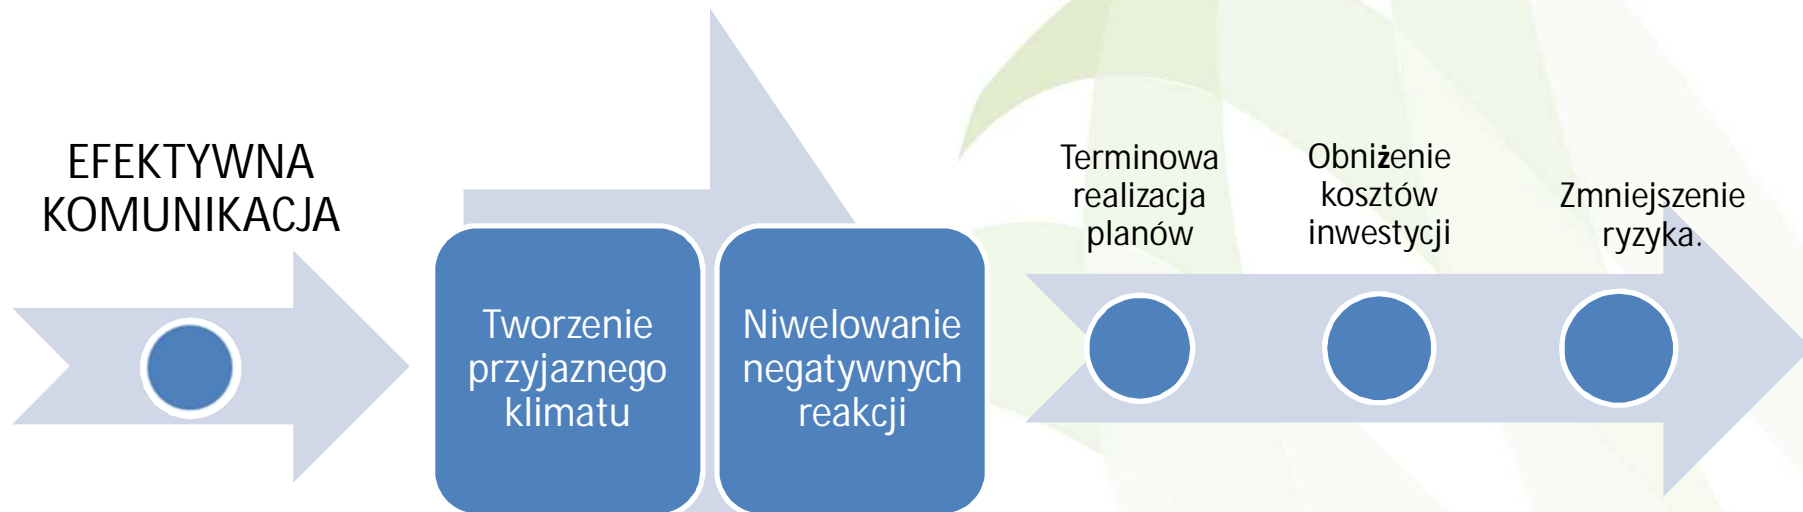 EFEKTYWNA
KOMUNIKACJA
Tworzenie
przyjaznego
klimatu
Niwelowanie
negatywnych
reakcji
Terminowa
realizacja
planów
Obniżenie
kosztów
inwestycji
Zmniejszenie
ryzyka.